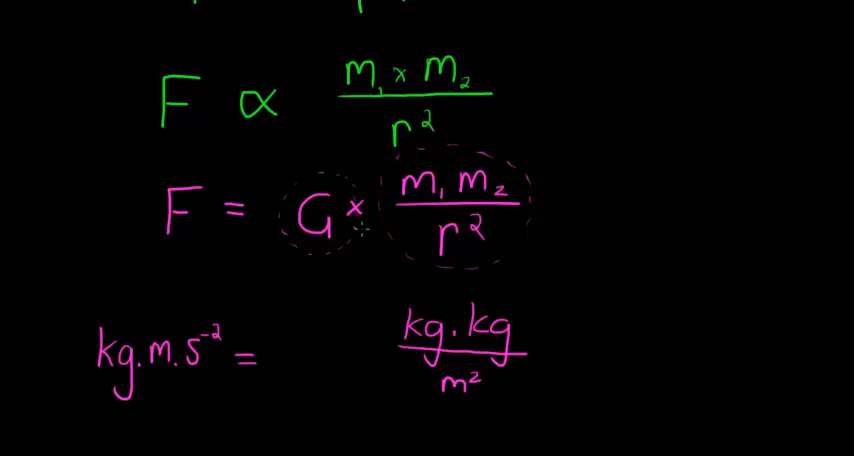 F ∝ m₁ × m₂ / r²
F = G × m₁ m₂ / r²
kg.m.s⁻² = kg.kg / m²